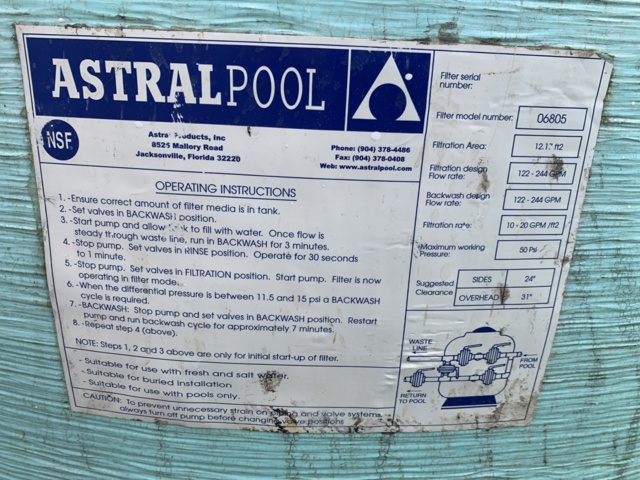 ASTRALPOOL
NSF.
Astral Products, Inc
8525 Mallory Road
Jacksonville, Florida 32220
Phone: (904) 378-4486
Fax: (904) 378-0408
Web: www.astralpool.com
OPERATING INSTRUCTIONS
1.-Ensure correct amount of filter media is in tank.
2.-Set valves in BACKWASH position.
3.-Start pump and allow tank to fill with water. Once flow is
steady through waste line, run in BACKWASH for 3 minutes.
4.-Stop pump. Set valves in RINSE position. Operate for 30 seconds
to 1 minute.
5.-Stop pump. Set valves in FILTRATION position. Start pump. Filter is now
operating in filter mode.
6.-When the differential pressure is between 11.5 and 15 psi a BACKWASH
cycle is required.
7.-BACKWASH: Stop pump and set valves in BACKWASH position. Restart
pump and run backwash cycle for approximately 7 minutes.
8.-Repeat step 4 (above).
NOTE: Steps 1, 2 and 3 above are only for initial start-up of filter.
- Suitable for use with fresh and salt water.
- Suitable for buried installation
- Suitable for use with pools only.
CAUTION: To prevent unnecessary strain on piping and valve systems
always turn off pump before changing valve positions
Filter serial
number:
Filter model number: 06805
Filtration Area: ft2
Filtration design
Flow rate: 122 - 244 GPM
Backwash design
Flow rate: 122 - 244 GPM
Filtration rate: 10 - 20 GPM /ft2
Maximum working
Pressure: 50 Psi
Suggested
Clearance
SIDES 24"
OVERHEAD 31"
WASTE
LINE
FROM
POOL
RETURN
TO POOL